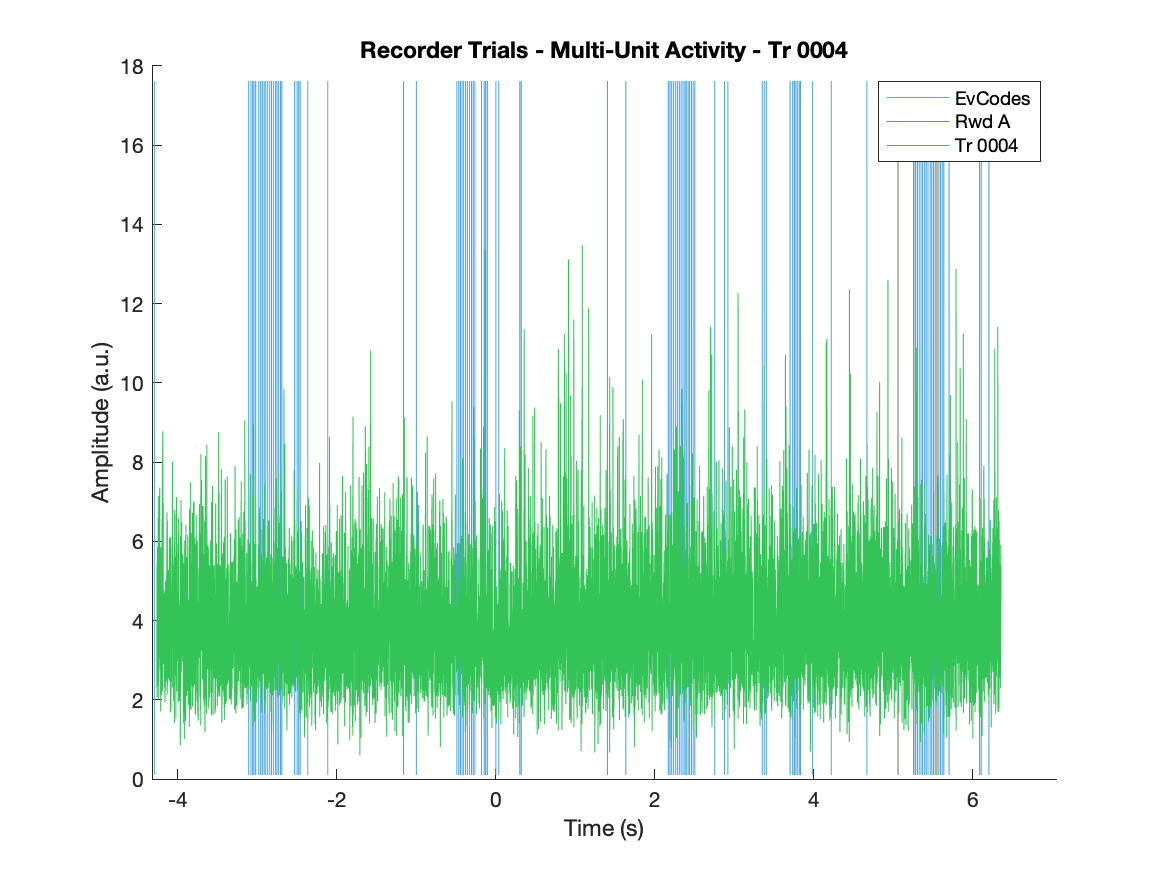 Recorder Trials - Multi-Unit Activity - Tr 0004
18
16
14
12
10
8
6
4
2
0
Amplitude (a.u.)
EvCodes
Rwd A
Tr 0004
-4
-2
0
2
4
6
Time (s)